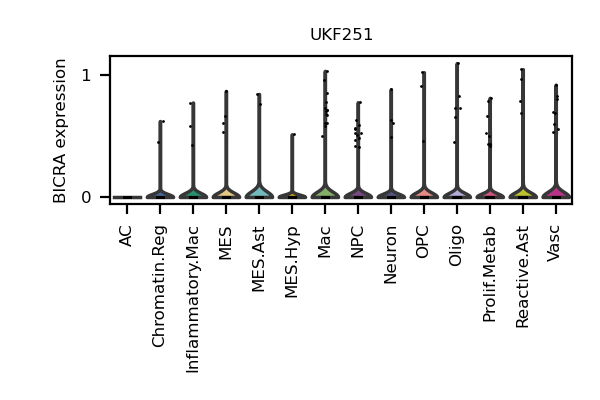 UKF251
BICRA expression
1
0
AC
Chromatin.Reg
Inflammatory.Mac
MES
MES.Ast
MES.Hyp
Mac
NPC
Neuron
OPC
Oligo
Prolif.Metab
Reactive.Ast
Vasc